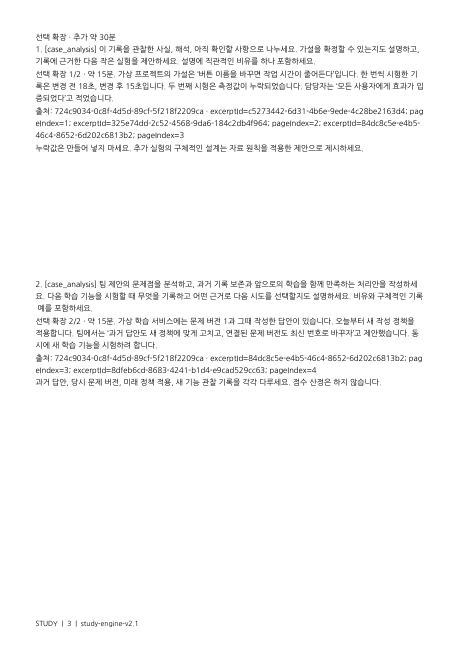 선택 확장 · 추가 약 30분
1. [case_analysis] 이 기록을 관찰한 사실, 해석, 아직 확인할 사항으로 나누세요. 가설을 확정할 수 있는지도 설명하고,
기록에 근거한 다음 작은 실험을 제안하세요. 설명에 직관적인 비유를 하나 포함하세요.
선택 확장 1/2 · 약 15분. 가상 프로젝트의 가설은 '버튼 이름을 바꾸면 작업 시간이 줄어든다'입니다. 한 번씩 시험한 기
록은 변경 전 18초, 변경 후 15초입니다. 두 번째 시험은 측정값이 누락되었습니다. 담당자는 '모든 사용자에게 효과가 입
증되었다'고 적었습니다.
출처: 724c9034-0c8f-4d5d-89cf-5f218f2209ca · excerptId=c5273442-6d31-4b6e-9ede-4c28be2163d4; pag
eIndex=1; excerptId=325e74dd-2c52-4568-9da6-184c2db4f964; pageIndex=2; excerptId=84dc8c5e-e4b5-
46c4-8652-6d202c6813b2; pageIndex=3
누락값은 만들어 넣지 마세요. 추가 실험의 구체적인 설계는 자료 원칙을 적용한 제안으로 제시하세요.
2. [case_analysis] 팀 제안의 문제점을 분석하고, 과거 기록 보존과 앞으로의 학습을 함께 만족하는 처리안을 작성하세
요. 다음 학습 기능을 시험할 때 무엇을 기록하고 어떤 근거로 다음 시도를 선택할지도 설명하세요. 비유와 구체적인 기록
예를 포함하세요.
선택 확장 2/2 · 약 15분. 가상 학습 서비스에는 문제 버전 1과 그때 작성한 답안이 있습니다. 오늘부터 새 작성 정책을
적용합니다. 팀에서는 '과거 답안도 새 정책에 맞게 고치고, 연결된 문제 버전도 최신 번호로 바꾸자'고 제안했습니다. 동
시에 새 학습 기능을 시험하려 합니다.
출처: 724c9034-0c8f-4d5d-89cf-5f218f2209ca · excerptId=84dc8c5e-e4b5-46c4-8652-6d202c6813b2; pag
eIndex=3; excerptId=8dfeb6cd-8683-4241-b1d4-e9cad529cc63; pageIndex=4
과거 답안, 당시 문제 버전, 미래 정책 적용, 새 기능 관찰 기록을 각각 다루세요. 점수 산정은 하지 않습니다.
STUDY | 3 | study-engine-v2.1